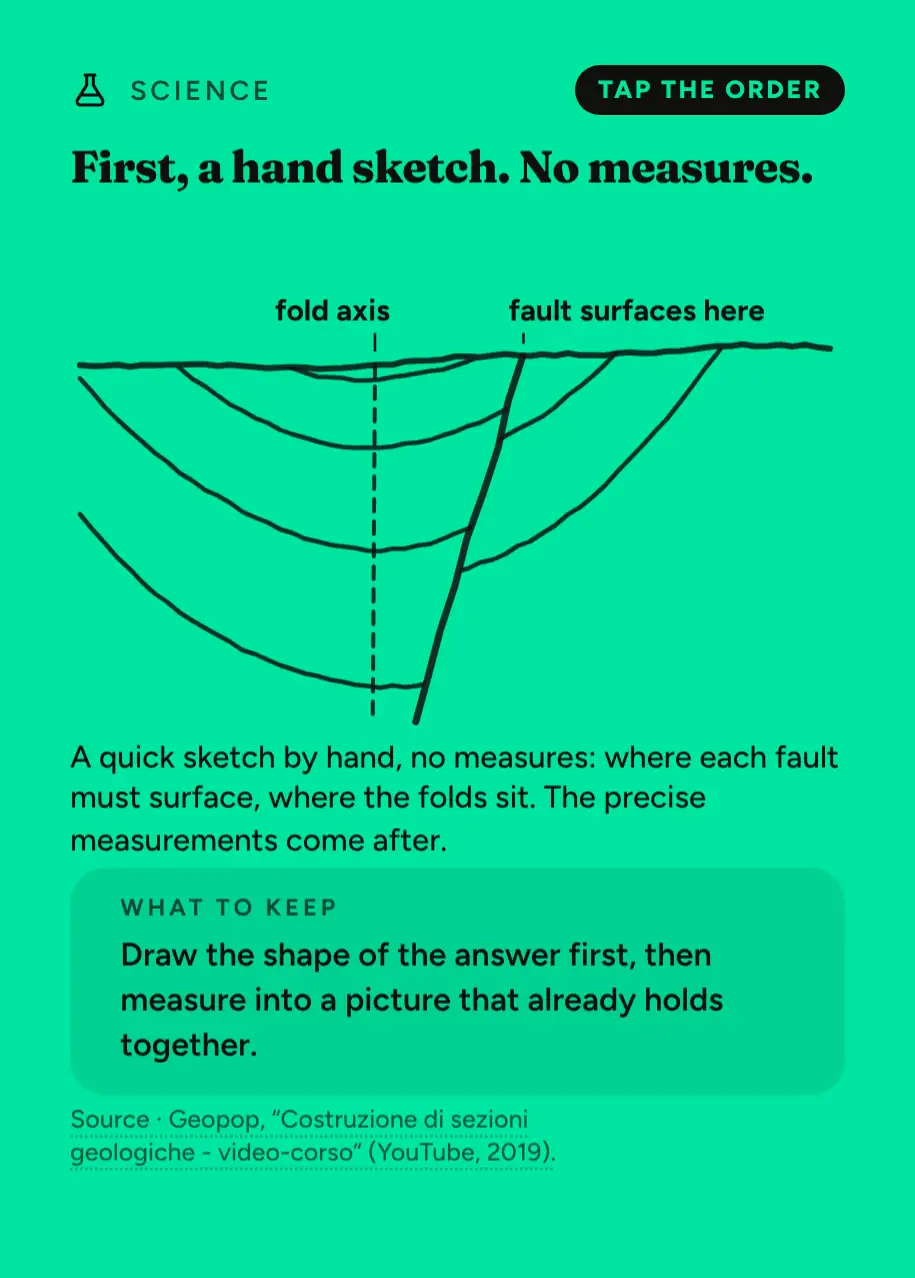 SCIENCE
TAP THE ORDER
First, a hand sketch. No measures.
fold axis
fault surfaces here
A quick sketch by hand, no measures: where each fault
must surface, where the folds sit. The precise
measurements come after.
WHAT TO KEEP
Draw the shape of the answer first, then
measure into a picture that already holds
together.
Source · Geopop, “Costruzione di sezioni
geologiche - video-corso“ (YouTube, 2019).